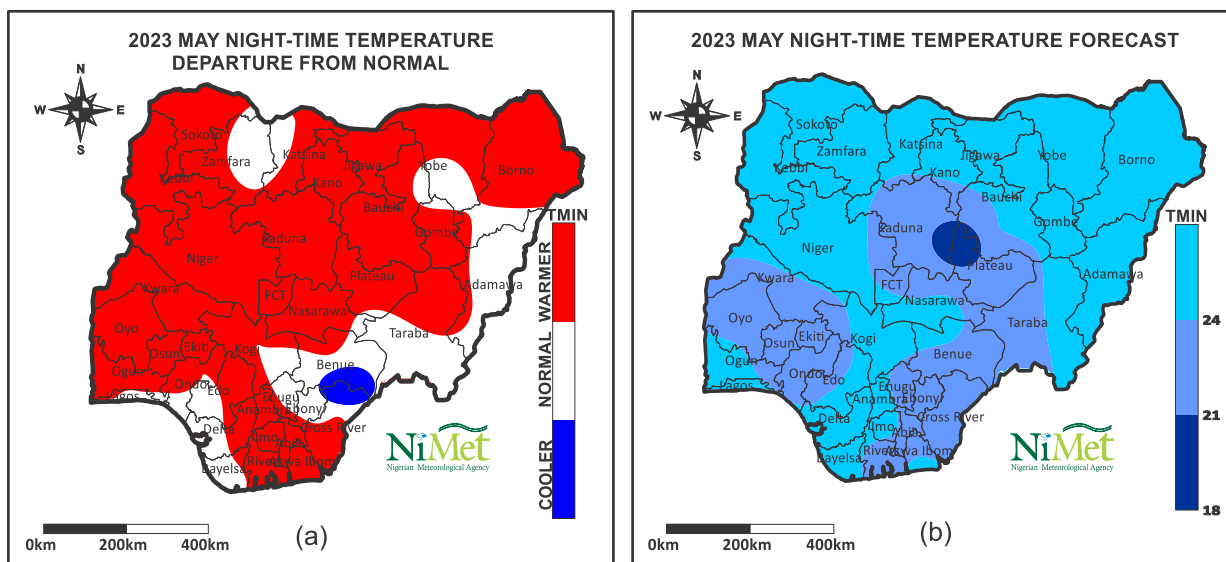 2023 MAY NIGHT-TIME TEMPERATURE
DEPARTURE FROM NORMAL
N
W E
S
Sokoto
Zamfara
Katsina
Jigawa
Yobe
Borno
Kebbi
Kano
Bauchi
Gombe
Kaduna
Niger
Plateau
Adamawa
Kwara
FCT
Nasarawa
Taraba
Oyo
Osun
Ekiti
Kogi
Benue
Ogun
Ondo
Edo
Lagos
Enugu
Anambra
Ebony
Cross River
Delta
Imo
Abia
Bayelsa
Rivers
Akwa Ibom
TMIN
WARMER
NORMAL
COOLER
NiMet
Nigerian Meteorological Agency
0km 200km 400km
(a)
2023 MAY NIGHT-TIME TEMPERATURE FORECAST
N
W E
S
Sokoto
Zamfara
Katsina
Jigawa
Yobe
Borno
Kebbi
Kano
Bauchi
Gombe
Kaduna
Niger
Plateau
Adamawa
Kwara
FCT
Nasarawa
Taraba
Oyo
Osun
Ekiti
Kogi
Benue
Ogun
Ondo
Edo
Lagos
Enugu
Anambra
Ebony
Cross River
Delta
Imo
Abia
Bayelsa
Rivers
Akwa Ibom
TMIN
24
21
18
NiMet
Nigerian Meteorological Agency
0km 200km 400km
(b)